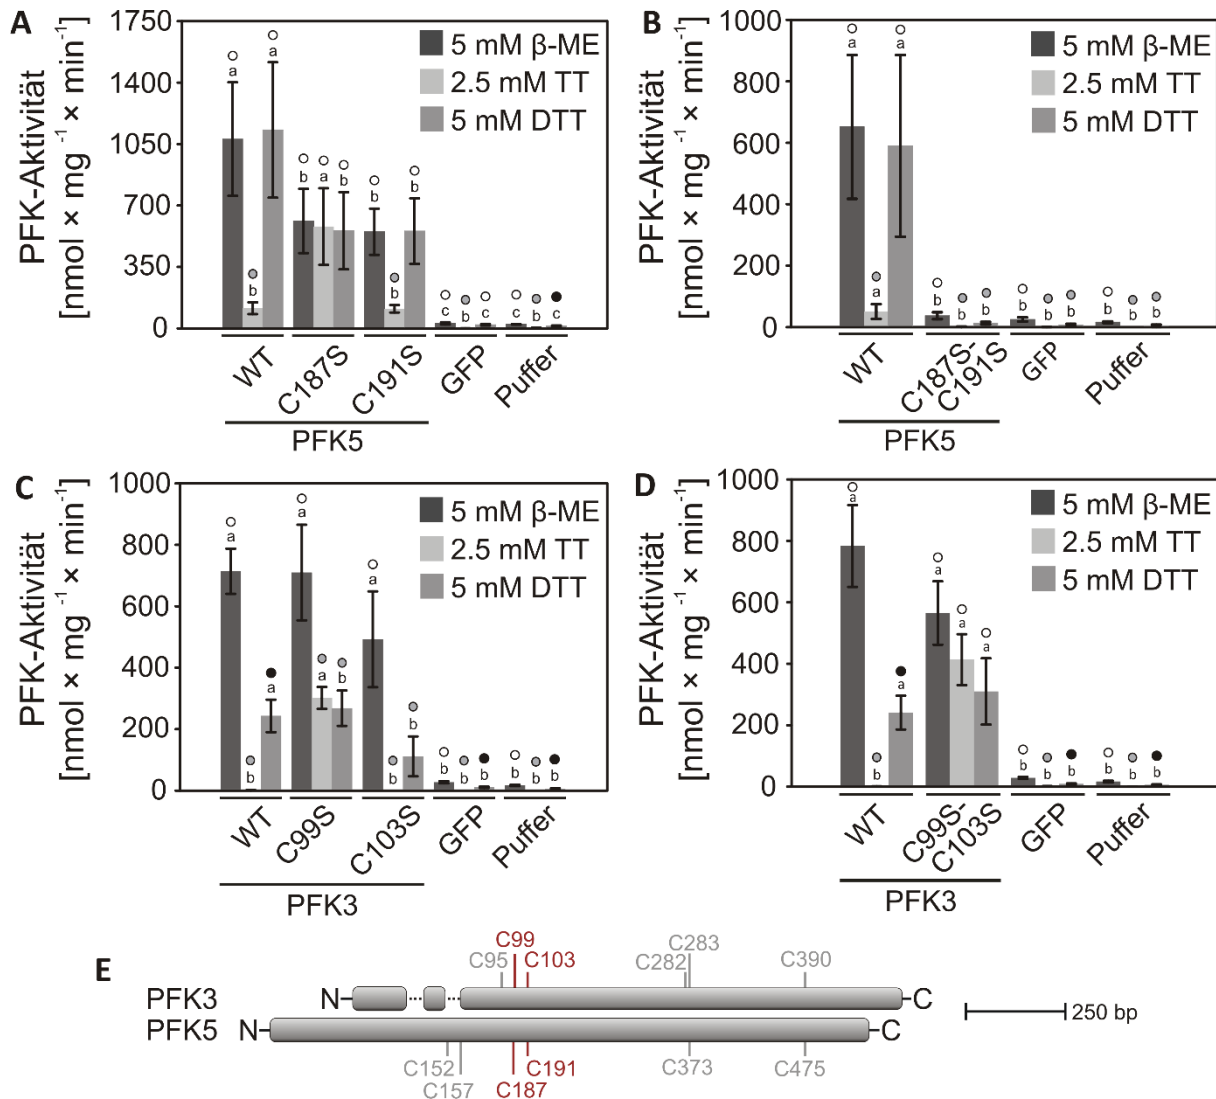 A
PFK-Aktivität
[nmol × mg⁻¹ × min⁻¹]
1750
1400
1050
700
350
0
5 mM β-ME
2.5 mM TT
5 mM DTT
a b a
b a b
b b b
c b c
c b c
WT
C187S
C191S
GFP
Puffer
PFK5
B
PFK-Aktivität
[nmol × mg⁻¹ × min⁻¹]
1000
800
600
400
200
0
5 mM β-ME
2.5 mM TT
5 mM DTT
a a a
b b b
b b b
b b b
WT
C187S-
C191S
GFP
Puffer
PFK5
C
PFK-Aktivität
[nmol × mg⁻¹ × min⁻¹]
1000
800
600
400
200
0
5 mM β-ME
2.5 mM TT
5 mM DTT
a b a
a a b
a b b
b b b
b b b
WT
C99S
C103S
GFP
Puffer
PFK3
D
PFK-Aktivität
[nmol × mg⁻¹ × min⁻¹]
1000
800
600
400
200
0
5 mM β-ME
2.5 mM TT
5 mM DTT
a b a
a a a
b b b
b b b
WT
C99S-
C103S
GFP
Puffer
PFK3
E
C99
C283
C95
C103
C282
C390
PFK3
N
C
250 bp
PFK5
N
C
C152
C191
C373
C475
C157
C187